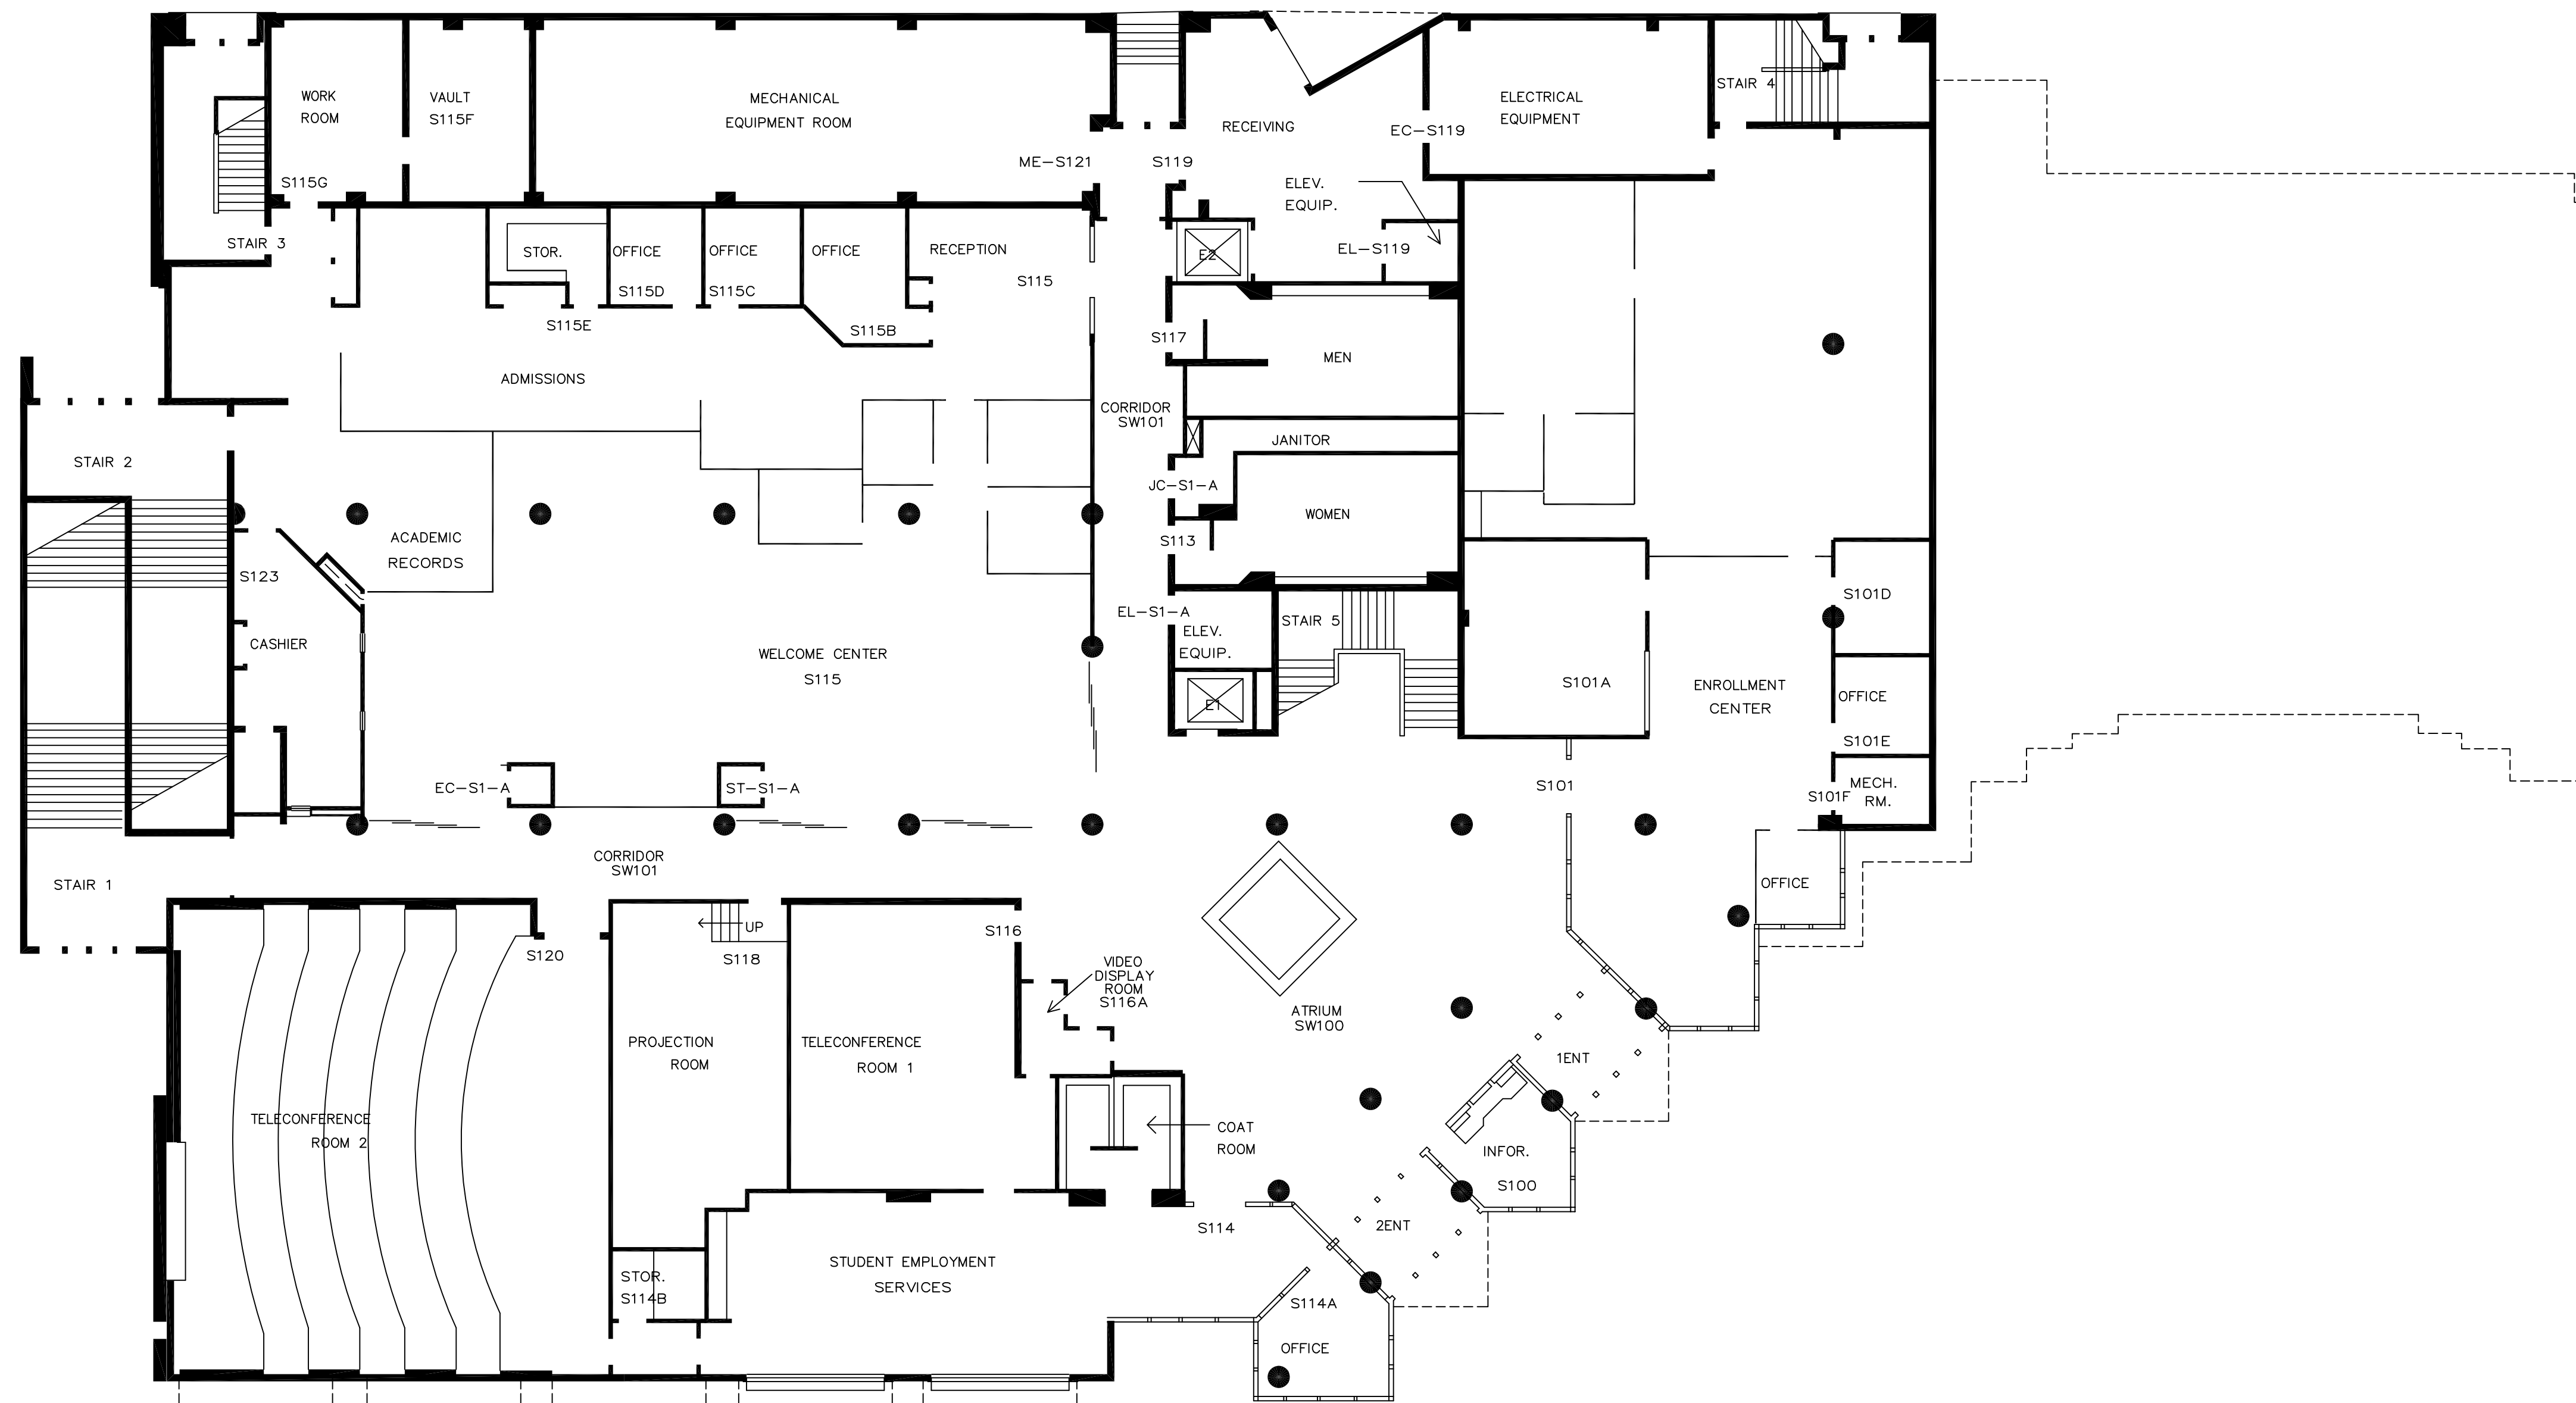 WORK
ROOM
S115G
VAULT
S115F
MECHANICAL
EQUIPMENT ROOM
ME-S121
S119
RECEIVING
EC-S119
ELECTRICAL
EQUIPMENT
STAIR 4
ELEV.
EQUIP.
EL-S119
E2
STAIR 3
STOR.
S115E
OFFICE
S115D
OFFICE
S115C
OFFICE
S115B
RECEPTION
S115
ADMISSIONS
S117
MEN
CORRIDOR
SW101
JANITOR
JC-S1-A
WOMEN
S113
STAIR 2
ACADEMIC
RECORDS
S123
CASHIER
WELCOME CENTER
S115
EL-S1-A
ELEV.
EQUIP.
E1
STAIR 5
S101A
ENROLLMENT
CENTER
S101D
OFFICE
S101E
MECH.
RM.
S101F
S101
EC-S1-A
ST-S1-A
CORRIDOR
SW101
STAIR 1
OFFICE
S120
UP
S118
S116
VIDEO
DISPLAY
ROOM
S116A
ATRIUM
SW100
PROJECTION
ROOM
TELECONFERENCE
ROOM 1
TELECONFERENCE
ROOM 2
COAT
ROOM
1ENT
INFOR.
S100
2ENT
S114
STUDENT EMPLOYMENT
SERVICES
STOR.
S114B
S114A
OFFICE